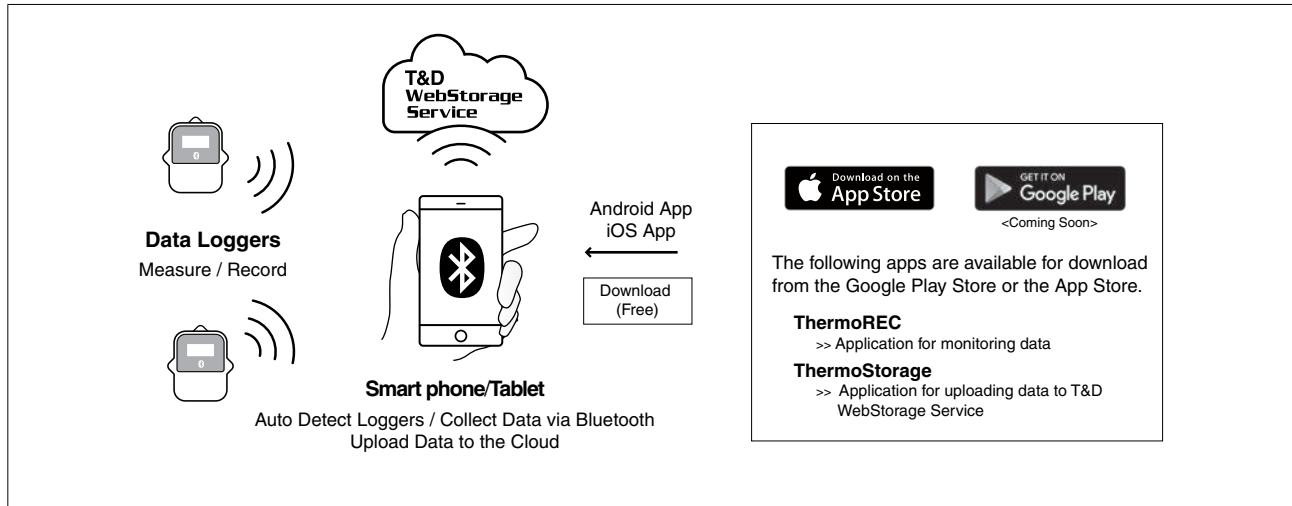 T&D
WebStorage
Service
Data Loggers
Measure / Record
Smart phone/Tablet
Auto Detect Loggers / Collect Data via Bluetooth
Upload Data to the Cloud
Android App
iOS App
Download
(Free)
Download on the
App Store
GET IT ON
Google Play
<Coming Soon>
The following apps are available for download
from the Google Play Store or the App Store.
ThermoREC
>> Application for monitoring data
ThermoStorage
>> Application for uploading data to T&D
WebStorage Service